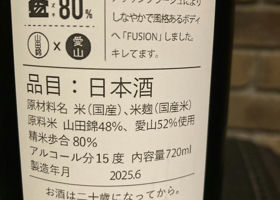 80%
しなやかで風格あるボディ
へ「FUSION」しました。
キレてます。
山田錦 × 愛山
品目：日本酒
原材料名 米（国産）、米麹（国産米）
原料米 山田錦48%、愛山52%使用
精米歩合 80%
アルコール分15度 内容量720ml
製造年月 2025.6
お酒は二十歳になってから。